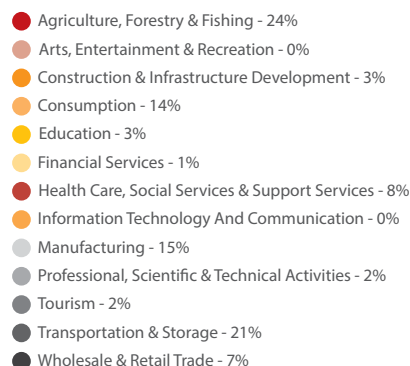 Agriculture, Forestry & Fishing - 24%
Arts, Entertainment & Recreation - 0%
Construction & Infrastructure Development - 3%
Consumption - 14%
Education - 3%
Financial Services - 1%
Health Care, Social Services & Support Services - 8%
Information Technology And Communication - 0%
Manufacturing - 15%
Professional, Scientific & Technical Activities - 2%
Tourism - 2%
Transportation & Storage - 21%
Wholesale & Retail Trade - 7%